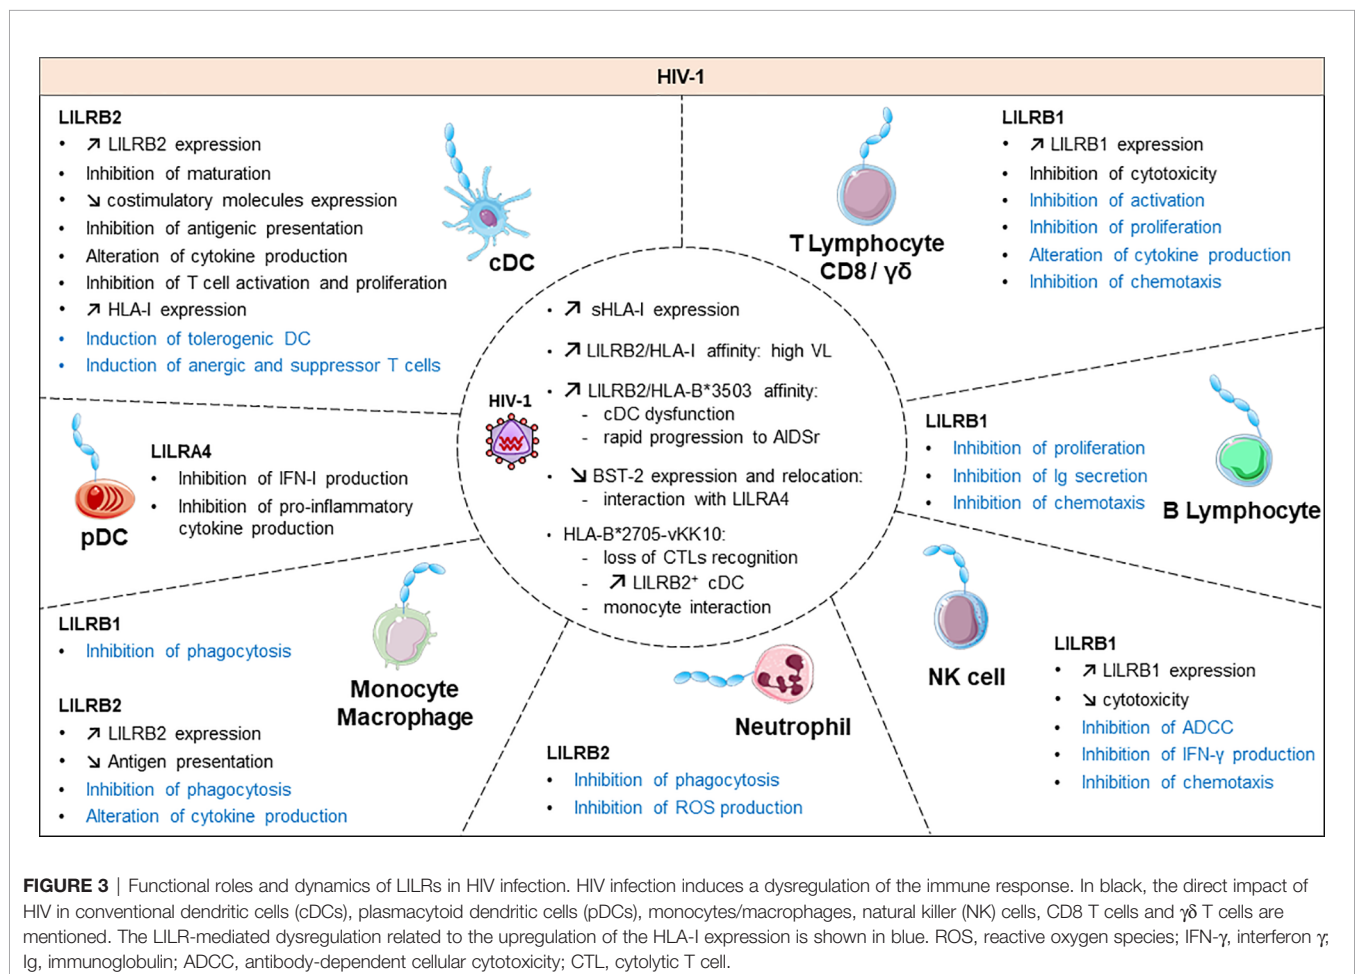 HIV-1
LILRB2
• ↗ LILRB2 expression
• Inhibition of maturation
• ↘ costimulatory molecules expression
• Inhibition of antigenic presentation
• Alteration of cytokine production
• Inhibition of T cell activation and proliferation
• ↗ HLA-I expression
• Induction of tolerogenic DC
• Induction of anergic and suppressor T cells
cDC
T Lymphocyte
CD8 / γδ
LILRB1
• ↗ LILRB1 expression
• Inhibition of cytotoxicity
• Inhibition of activation
• Inhibition of proliferation
• Alteration of cytokine production
• Inhibition of chemotaxis
HIV-1
• ↗ sHLA-I expression
• ↗ LILRB2/HLA-I affinity: high VL
• ↗ LILRB2/HLA-B*3503 affinity:
- cDC dysfunction
- rapid progression to AIDSr
• ↘ BST-2 expression and relocation:
- interaction with LILRA4
• HLA-B*2705-vKK10:
- loss of CTLs recognition
- ↗ LILRB2⁺ cDC
- monocyte interaction
pDC
LILRA4
• Inhibition of IFN-I production
• Inhibition of pro-inflammatory
cytokine production
LILRB1
• Inhibition of proliferation
• Inhibition of Ig secretion
• Inhibition of chemotaxis
B Lymphocyte
LILRB1
• Inhibition of phagocytosis
LILRB2
• ↗ LILRB2 expression
• ↘ Antigen presentation
• Inhibition of phagocytosis
• Alteration of cytokine production
Monocyte
Macrophage
Neutrophil
LILRB2
• Inhibition of phagocytosis
• Inhibition of ROS production
NK cell
LILRB1
• ↗ LILRB1 expression
• ↘ cytotoxicity
• Inhibition of ADCC
• Inhibition of IFN-γ production
• Inhibition of chemotaxis
FIGURE 3 | Functional roles and dynamics of LILRs in HIV infection. HIV infection induces a dysregulation of the immune response. In black, the direct impact of
HIV in conventional dendritic cells (cDCs), plasmacytoid dendritic cells (pDCs), monocytes/macrophages, natural killer (NK) cells, CD8 T cells and γδ T cells are
mentioned. The LILR-mediated dysregulation related to the upregulation of the HLA-I expression is shown in blue. ROS, reactive oxygen species; IFN-γ, interferon γ;
Ig, immunoglobulin; ADCC, antibody-dependent cellular cytotoxicity; CTL, cytolytic T cell.